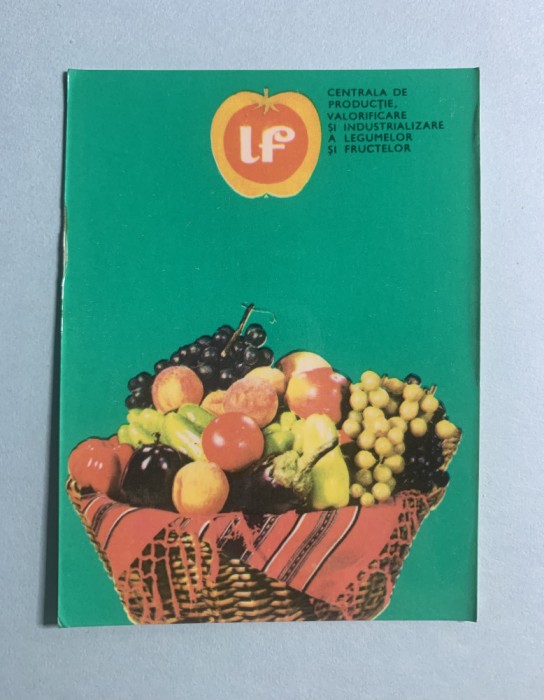 lf
CENTRALA DE
PRODUCȚIE,
VALORIFICARE
ȘI INDUSTRIALIZARE
A LEGUMELOR
ȘI FRUCTELOR